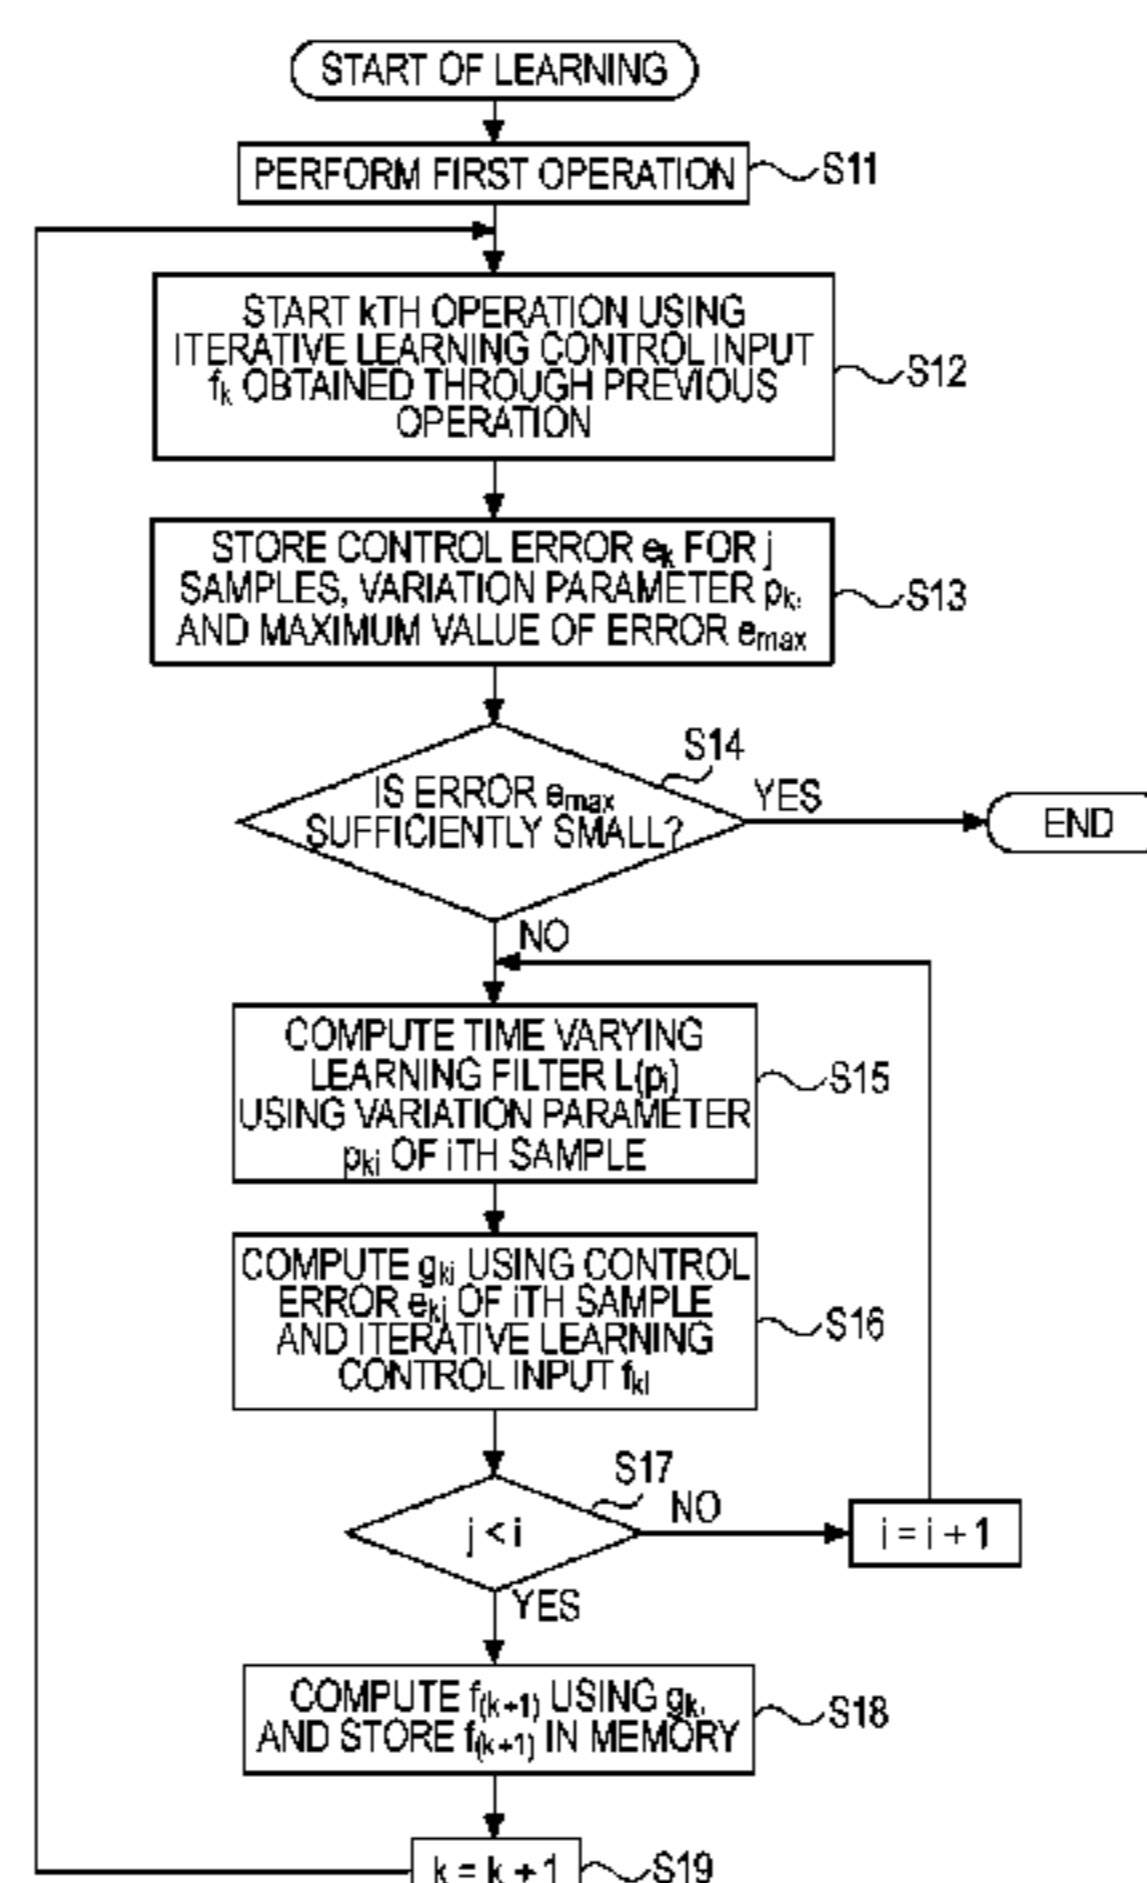 START OF LEARNING
PERFORM FIRST OPERATION
S11
START kTH OPERATION USING
ITERATIVE LEARNING CONTROL INPUT
fk OBTAINED THROUGH PREVIOUS
OPERATION
S12
STORE CONTROL ERROR ek FOR j
SAMPLES, VARIATION PARAMETER pk,
AND MAXIMUM VALUE OF ERROR emax
S13
S14
IS ERROR emax
SUFFICIENTLY SMALL?
YES
END
NO
COMPUTE TIME VARYING
LEARNING FILTER L(pi)
USING VARIATION PARAMETER
pki OF iTH SAMPLE
S15
COMPUTE gki USING CONTROL
ERROR eki OF iTH SAMPLE
AND ITERATIVE LEARNING
CONTROL INPUT fki
S16
S17
j < i
NO
i = i + 1
YES
COMPUTE f(k+1) USING gk,
AND STORE f(k+1) IN MEMORY
S18
k = k + 1
S19